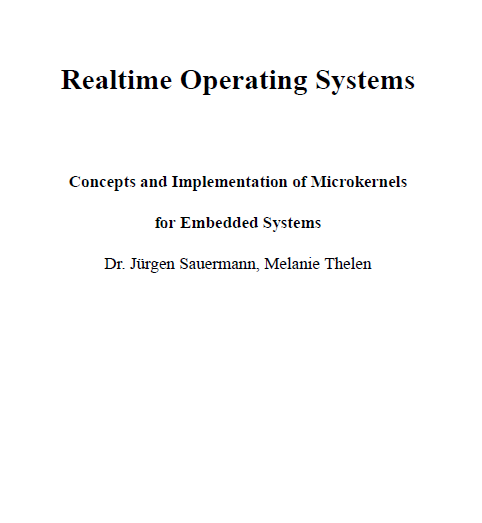 Realtime Operating Systems
Concepts and Implementation of Microkernels
for Embedded Systems
Dr. Jürgen Sauermann, Melanie Thelen